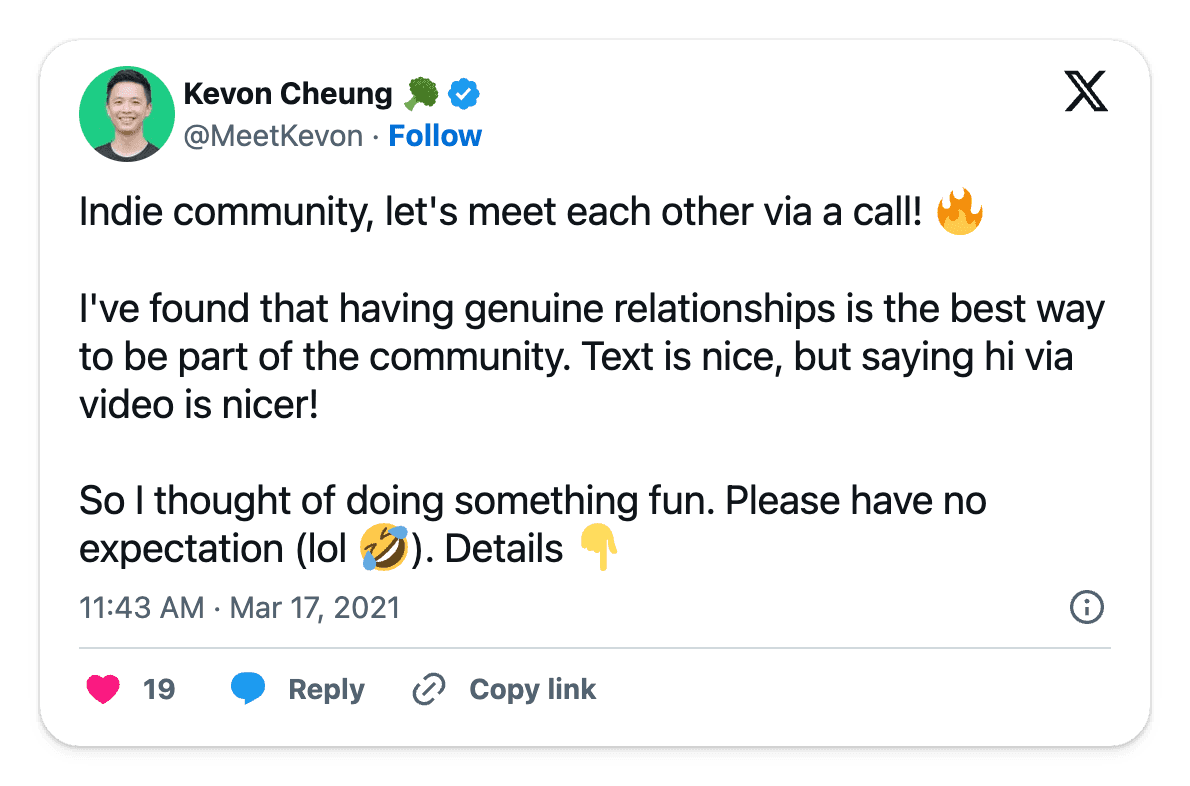 Kevon Cheung 🥦
@MeetKevon · Follow
Indie community, let's meet each other via a call! 🔥
I've found that having genuine relationships is the best way
to be part of the community. Text is nice, but saying hi via
video is nicer!
So I thought of doing something fun. Please have no
expectation (lol 🤣). Details 👇
11:43 AM · Mar 17, 2021
19 Reply Copy link